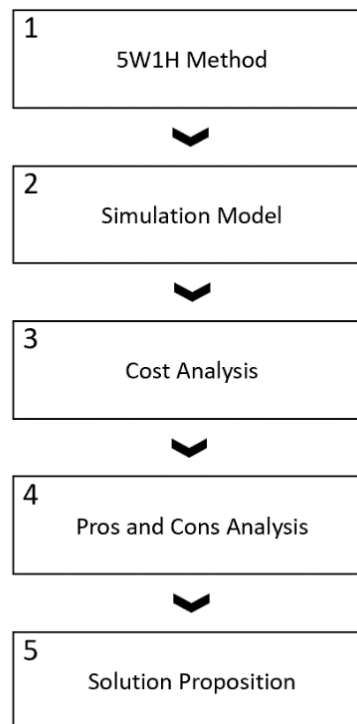 1
5W1H Method
2
Simulation Model
3
Cost Analysis
4
Pros and Cons Analysis
5
Solution Proposition